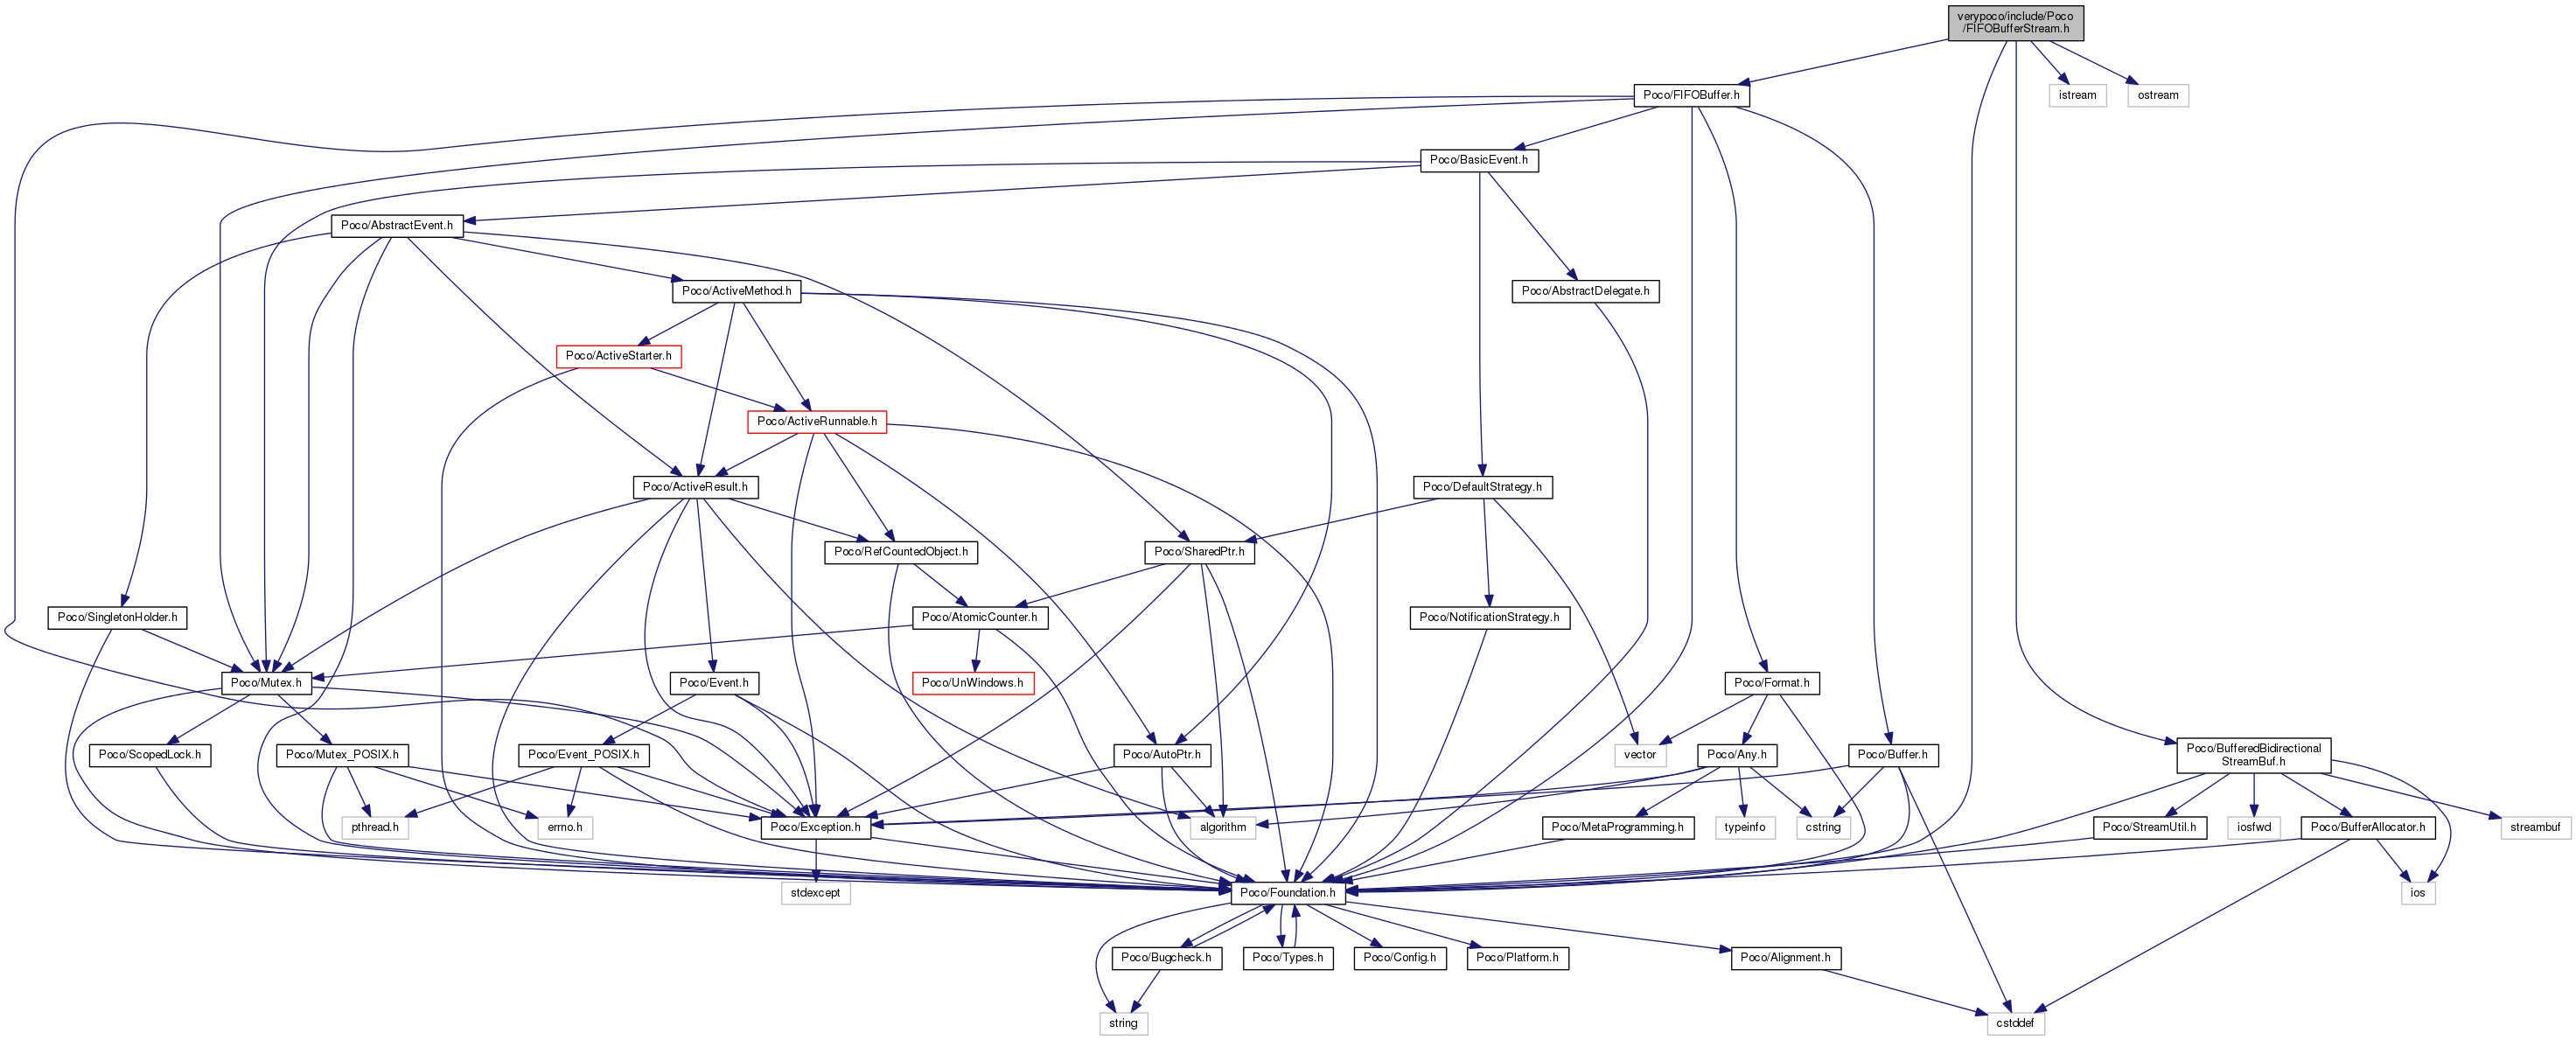 verypoco/include/Poco
/FIFOBufferStream.h
Poco/FIFOBuffer.h
istream
ostream
Poco/BasicEvent.h
Poco/AbstractEvent.h
Poco/ActiveMethod.h
Poco/AbstractDelegate.h
Poco/ActiveStarter.h
Poco/ActiveRunnable.h
Poco/ActiveResult.h
Poco/DefaultStrategy.h
Poco/RefCountedObject.h
Poco/SharedPtr.h
Poco/SingletonHolder.h
Poco/AtomicCounter.h
Poco/NotificationStrategy.h
Poco/Mutex.h
Poco/Event.h
Poco/UnWindows.h
Poco/Format.h
Poco/ScopedLock.h
Poco/Mutex_POSIX.h
Poco/Event_POSIX.h
Poco/AutoPtr.h
vector
Poco/Any.h
Poco/Buffer.h
Poco/BufferedBidirectional
StreamBuf.h
pthread.h
errno.h
Poco/Exception.h
algorithm
Poco/MetaProgramming.h
typeinfo
cstring
Poco/StreamUtil.h
iosfwd
Poco/BufferAllocator.h
streambuf
stdexcept
Poco/Foundation.h
ios
Poco/Bugcheck.h
Poco/Types.h
Poco/Config.h
Poco/Platform.h
Poco/Alignment.h
string
cstddef